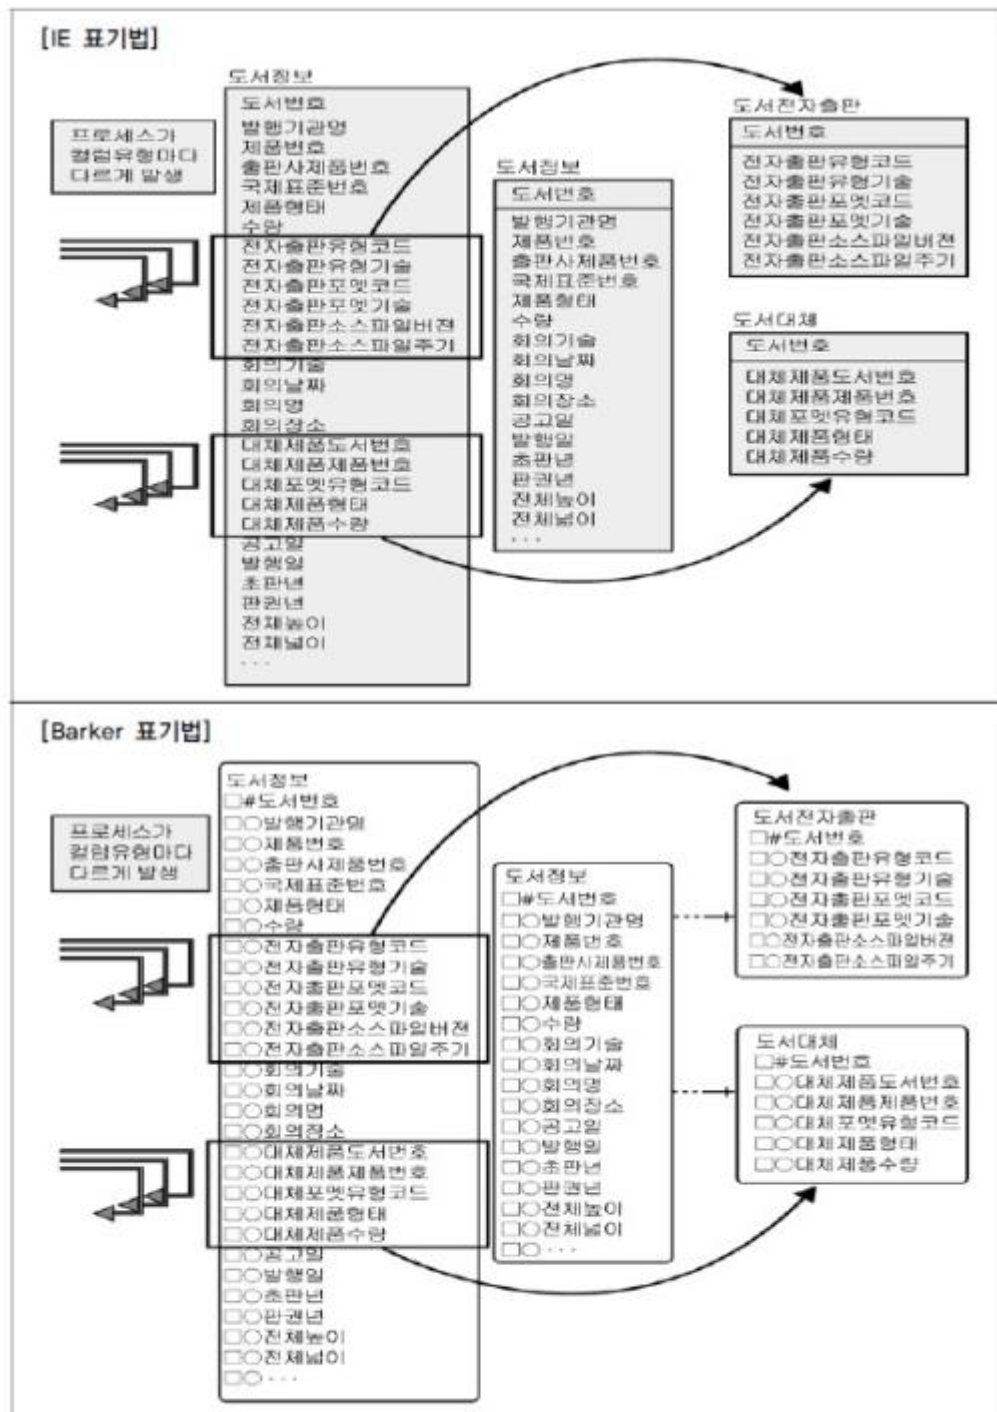 [IE 표기법]
프로세스가
컬럼유형마다
다르게 발생
도서정보
도서번호
발행기관명
제품번호
출판사제품번호
국제표준번호
제품형태
수량
전자출판유형코드
전자출판유형기술
전자출판포맷코드
전자출판포맷기술
전자출판소스파일버젼
전자출판소스파일주기
회의기술
회의날짜
회의명
회의장소
대체제품도서번호
대체제품제품번호
대체포맷유형코드
대체제품형태
대체제품수량
공고일
발행일
초판년
판권년
전체높이
전체넓이
...
도서정보
도서번호
발행기관명
제품번호
출판사제품번호
국제표준번호
제품형태
수량
회의기술
회의날짜
회의명
회의장소
공고일
발행일
초판년
판권년
전체높이
전체넓이
...
도서전자출판
도서번호
전자출판유형코드
전자출판유형기술
전자출판포맷코드
전자출판포맷기술
전자출판소스파일버젼
전자출판소스파일주기
도서대체
도서번호
대체제품도서번호
대체제품제품번호
대체포맷유형코드
대체제품형태
대체제품수량
[Barker 표기법]
프로세스가
컬럼유형마다
다르게 발생
도서정보
□#도서번호
□○발행기관명
□○제품번호
□○출판사제품번호
□○국제표준번호
□○제품형태
□○수량
□○전자출판유형코드
□○전자출판유형기술
□○전자출판포맷코드
□○전자출판포맷기술
□○전자출판소스파일버젼
□○전자출판소스파일주기
□○회의기술
□○회의날짜
□○회의명
□○회의장소
□○대체제품도서번호
□○대체제품제품번호
□○대체포맷유형코드
□○대체제품형태
□○대체제품수량
□○공고일
□○발행일
□○초판년
□○판권년
□○전체높이
□○전체넓이
□○...
도서정보
□#도서번호
□○발행기관명
□○제품번호
□○출판사제품번호
□○국제표준번호
□○제품형태
□○수량
□○회의기술
□○회의날짜
□○회의명
□○회의장소
□○공고일
□○발행일
□○초판년
□○판권년
□○전체높이
□○전체넓이
□○...
도서전자출판
□#도서번호
□○전자출판유형코드
□○전자출판유형기술
□○전자출판포맷코드
□○전자출판포맷기술
□○전자출판소스파일버젼
□○전자출판소스파일주기
도서대체
□#도서번호
□○대체제품도서번호
□○대체제품제품번호
□○대체포맷유형코드
□○대체제품형태
□○대체제품수량